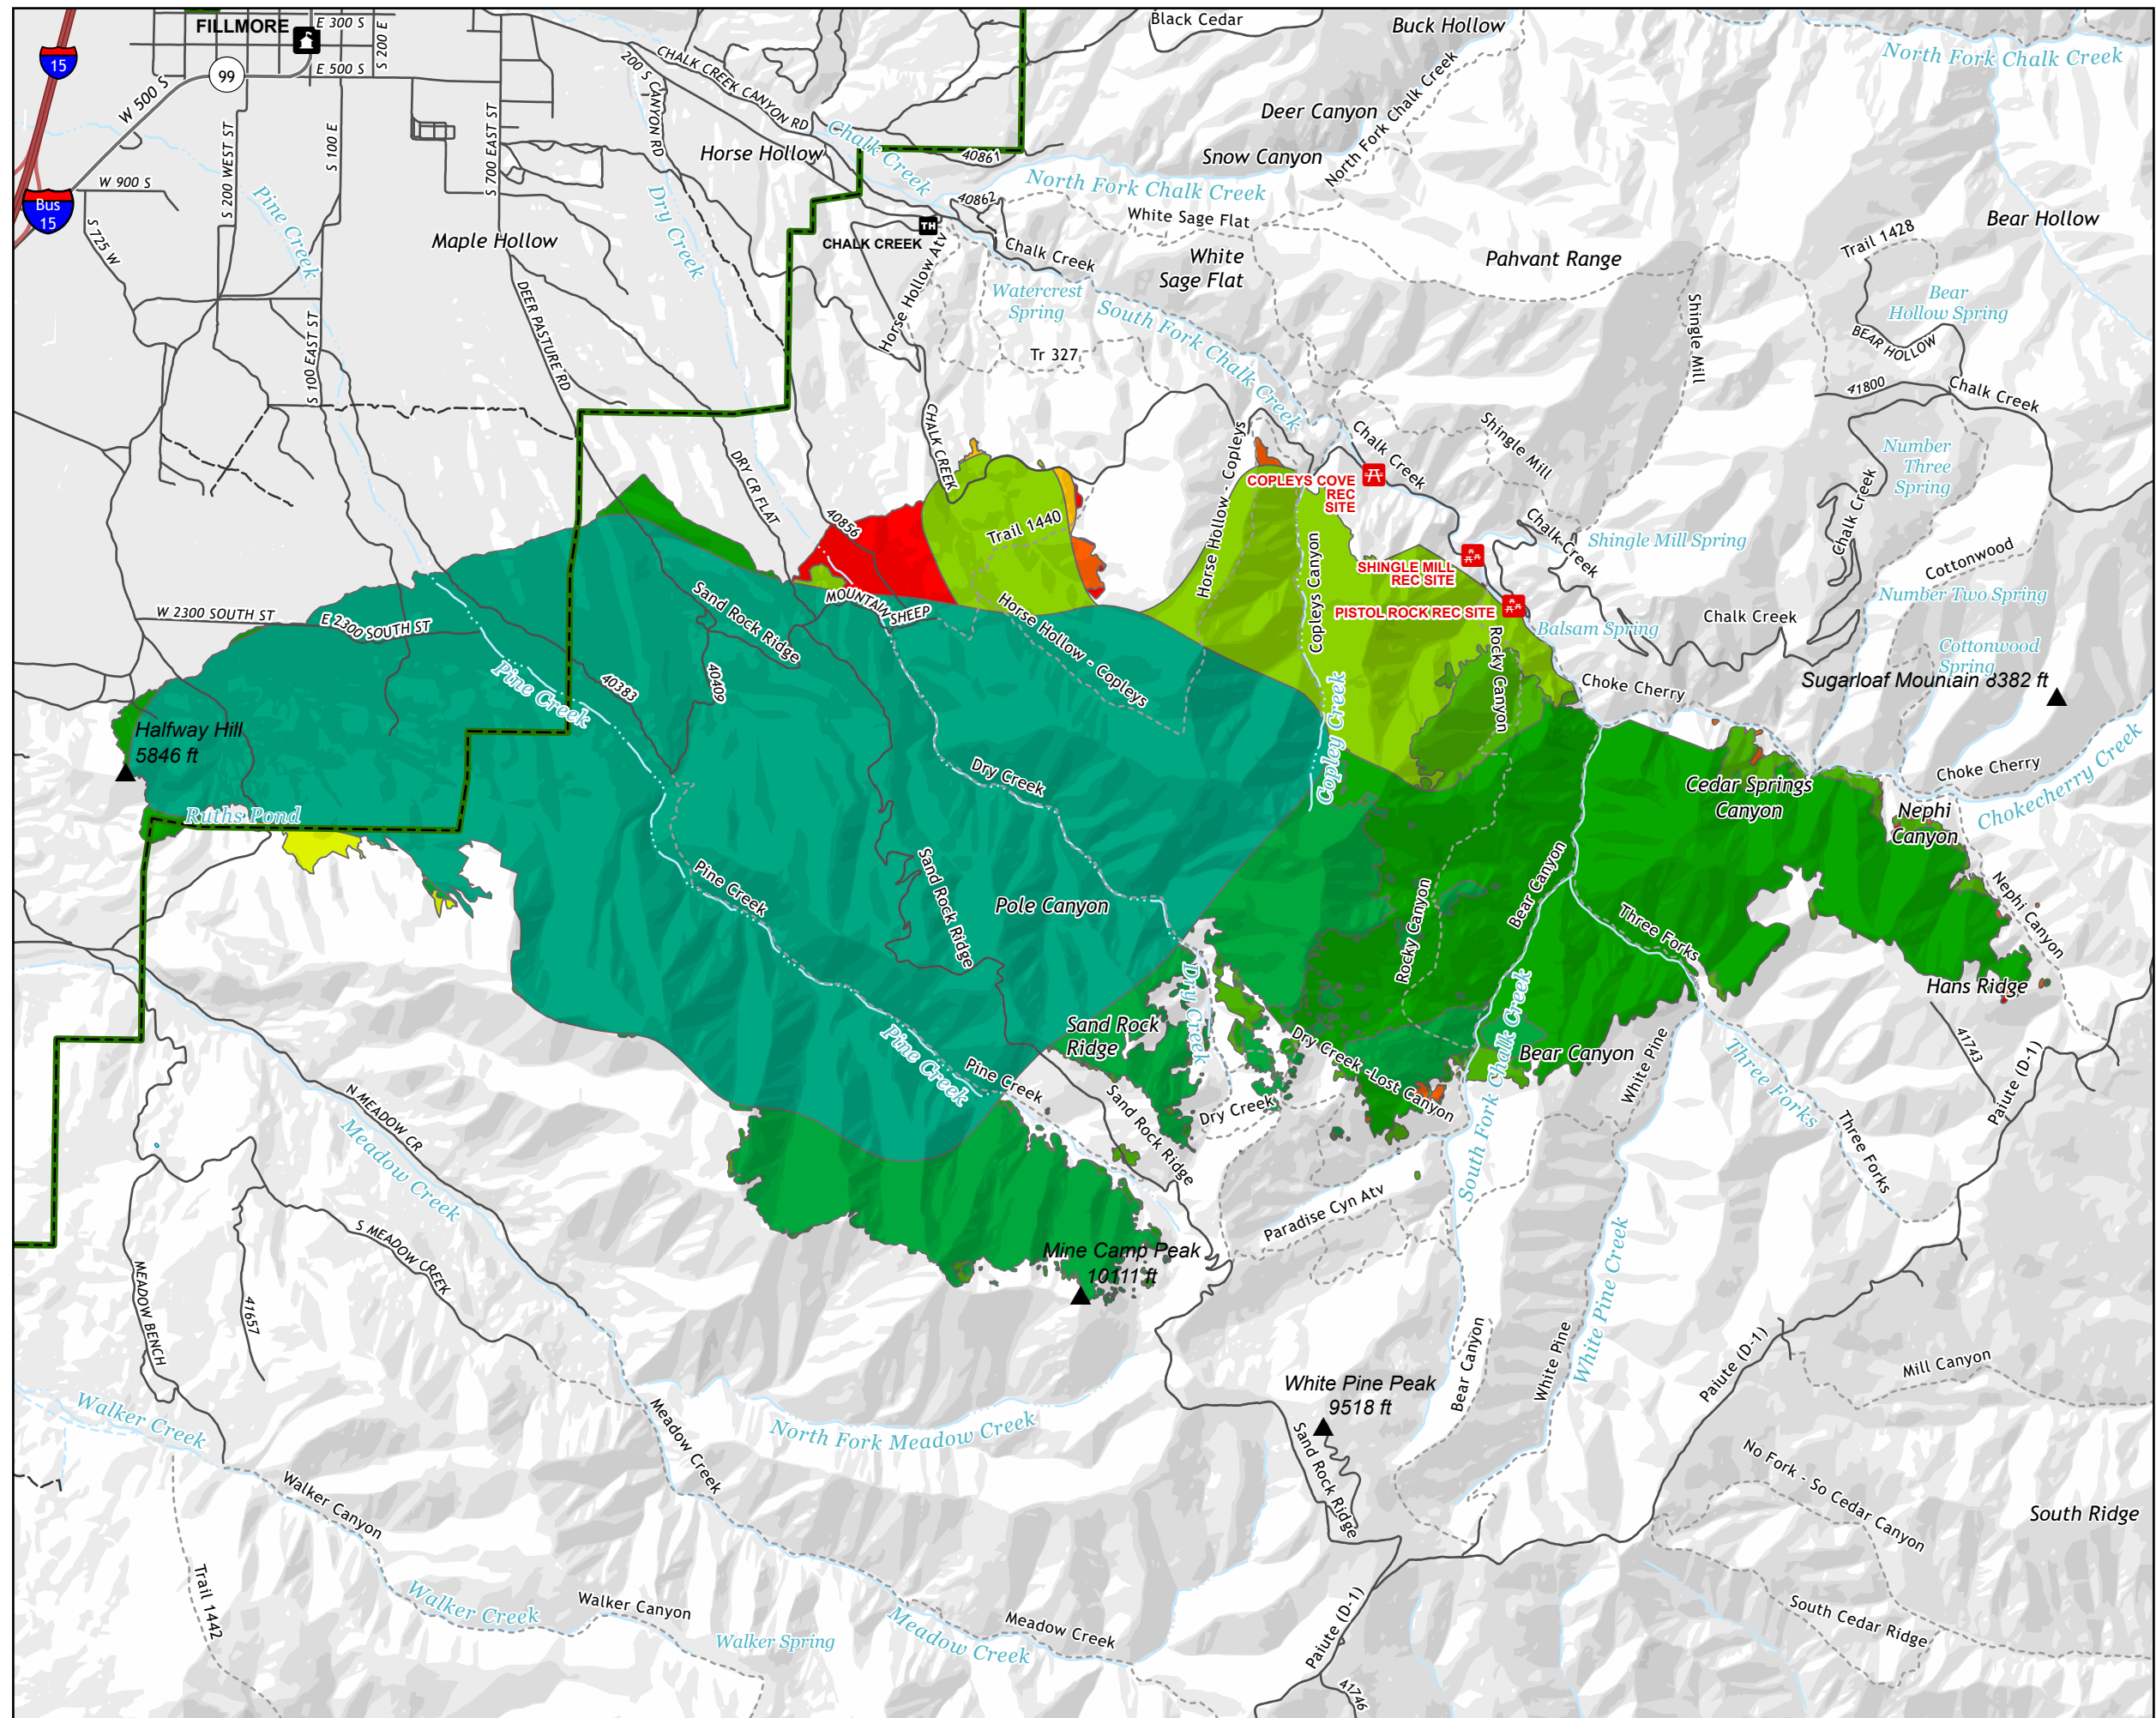 FILLMORE
E 300 S
S 200 E
E 500 S
15
99
W 500 S
Bus
15
W 900 S
S 725 W
S 200 WEST ST
S 100 E
S 700 EAST ST
Pine Creek
Maple Hollow
200 S CANYON RD
CHALK CREEK CANYON RD
Horse Hollow
Chalk Creek
Dry Creek
Black Cedar
Buck Hollow
Deer Canyon
Snow Canyon
North Fork Chalk Creek
North Fork Chalk Creek
North Fork Chalk Creek
40861
40862
TH
CHALK CREEK
Horse Hollow Atv
Chalk Creek
White Sage Flat
White
Sage Flat
Pahvant Range
Bear Hollow
Trail 1428
Bear
Hollow Spring
BEAR HOLLOW
Shingle Mill
Watercrest
Spring
South Fork Chalk Creek
Tr 327
S 100 EAST ST
DEER PASTURE RD
CHALK CREEK
DRY CR FLAT
40856
Trail 1440
Horse Hollow - Copleys
Copleys Canyon
Chalk Creek
Shingle Mill
41800
Chalk Creek
Number
Three
Spring
Chalk Creek
COPLEYS COVE
REC
SITE
Chalk Creek
Shingle Mill Spring
SHINGLE MILL
REC SITE
PISTOL ROCK REC SITE
Cottonwood
Number Two Spring
Chalk Creek
Balsam Spring
Cottonwood
Spring
Sugarloaf Mountain 8382 ft
Choke Cherry
Rocky Canyon
W 2300 SOUTH ST
E 2300 SOUTH ST
Sand Rock Ridge
MOUNTAIN SHEEP
Horse Hollow - Copleys
40383
40409
Pine Creek
Copley Creek
Halfway Hill
5846 ft
Ruths Pond
Dry Creek
Choke Cherry
Chokecherry Creek
Cedar Springs
Canyon
Nephi
Canyon
Nephi Canyon
Pine Creek
Sand Rock Ridge
Pole Canyon
Bear Canyon
Rocky Canyon
Three Forks
Hans Ridge
Dry Creek
Sand Rock
Ridge
Pine Creek
Pine Creek
Dry Creek -Lost Canyon
South Fork Chalk Creek
Bear Canyon
White Pine
Three Forks
41743
Paiute (D-1)
N MEADOW CR
Meadow Creek
Sand Rock Ridge
Dry Creek
Three Forks
S MEADOW CREEK
Paradise Cyn Atv
Mine Camp Peak
10111 ft
MEADOW BENCH
41657
White Pine Creek
White Pine Peak
9518 ft
Bear Canyon
White Pine
Paiute (D-1)
Mill Canyon
Walker Creek
North Fork Meadow Creek
Meadow Creek
Sand Rock Ridge
No Fork - So Cedar Canyon
South Ridge
Walker Canyon
Trail 1442
Walker Creek
Walker Canyon
Walker Spring
Meadow Creek
Meadow Creek
Paiute (D-1)
South Cedar Ridge
41746